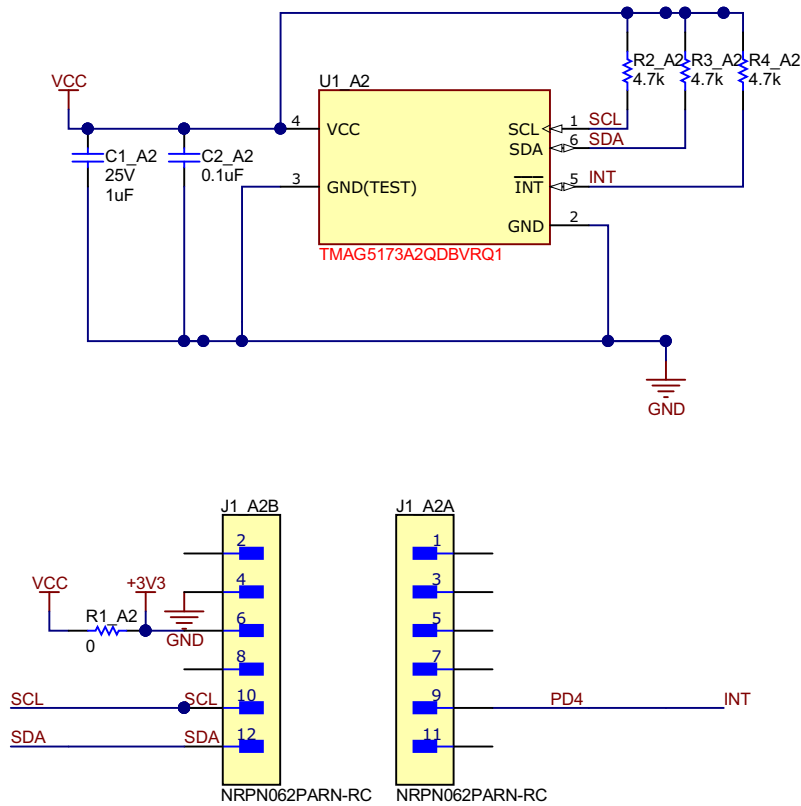 VCC
U1_A2
R2_A2 R3_A2 R4_A2
4.7k 4.7k 4.7k
C1_A2
25V
1uF
C2_A2
0.1uF
4 VCC
3 GND(TEST)
SCL 1 SCL
SDA 6 SDA
INT 5 INT
GND 2
TMAG5173A2QDBVRQ1
GND
J1_A2B
2
4
6
8
10
12
NRPN062PARN-RC
VCC
+3V3
R1_A2
0
GND
SCL SCL
SDA SDA
J1_A2A
1
3
5
7
9
11
NRPN062PARN-RC
PD4 INT